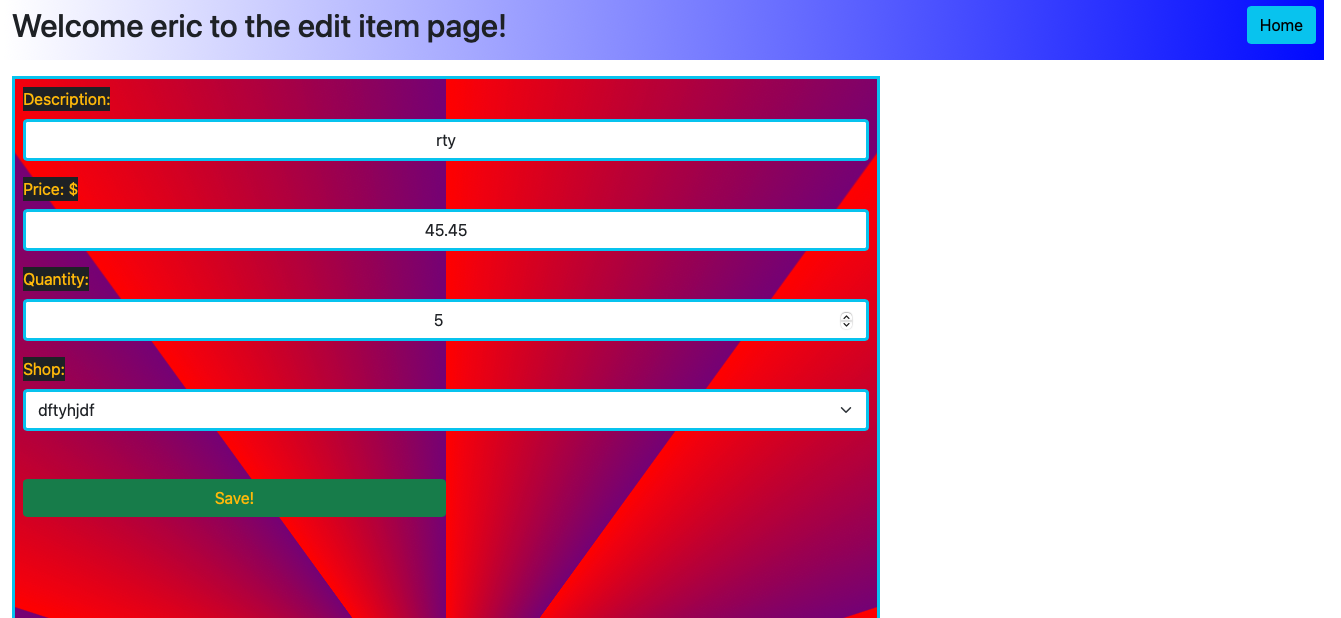 Welcome eric to the edit item page!
Home
Description:
rty
Price: $
45.45
Quantity:
5
Shop:
dftyhjdf
Save!